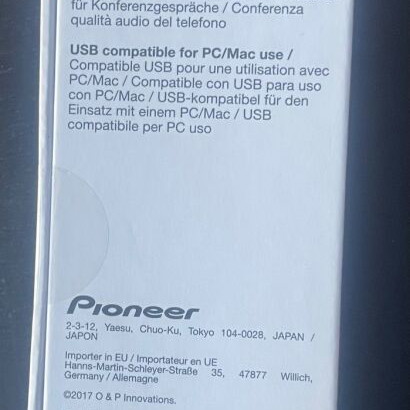 für Konferenzgespräche / Conferenza
qualità audio del telefono
USB compatible for PC/Mac use /
Compatible USB pour une utilisation avec
PC/Mac / Compatible con USB para uso
con PC/Mac / USB-kompatibel für den
Einsatz mit einem PC/Mac / USB
compatibile per PC uso
Pioneer
2-3-12, Yaesu, Chuo-Ku, Tokyo 104-0028, JAPAN /
JAPON
Importer in EU / Importateur en UE
Hanns-Martin-Schleyer-Straße 35, 47877 Willich,
Germany / Allemagne
©2017 O & P Innovations.